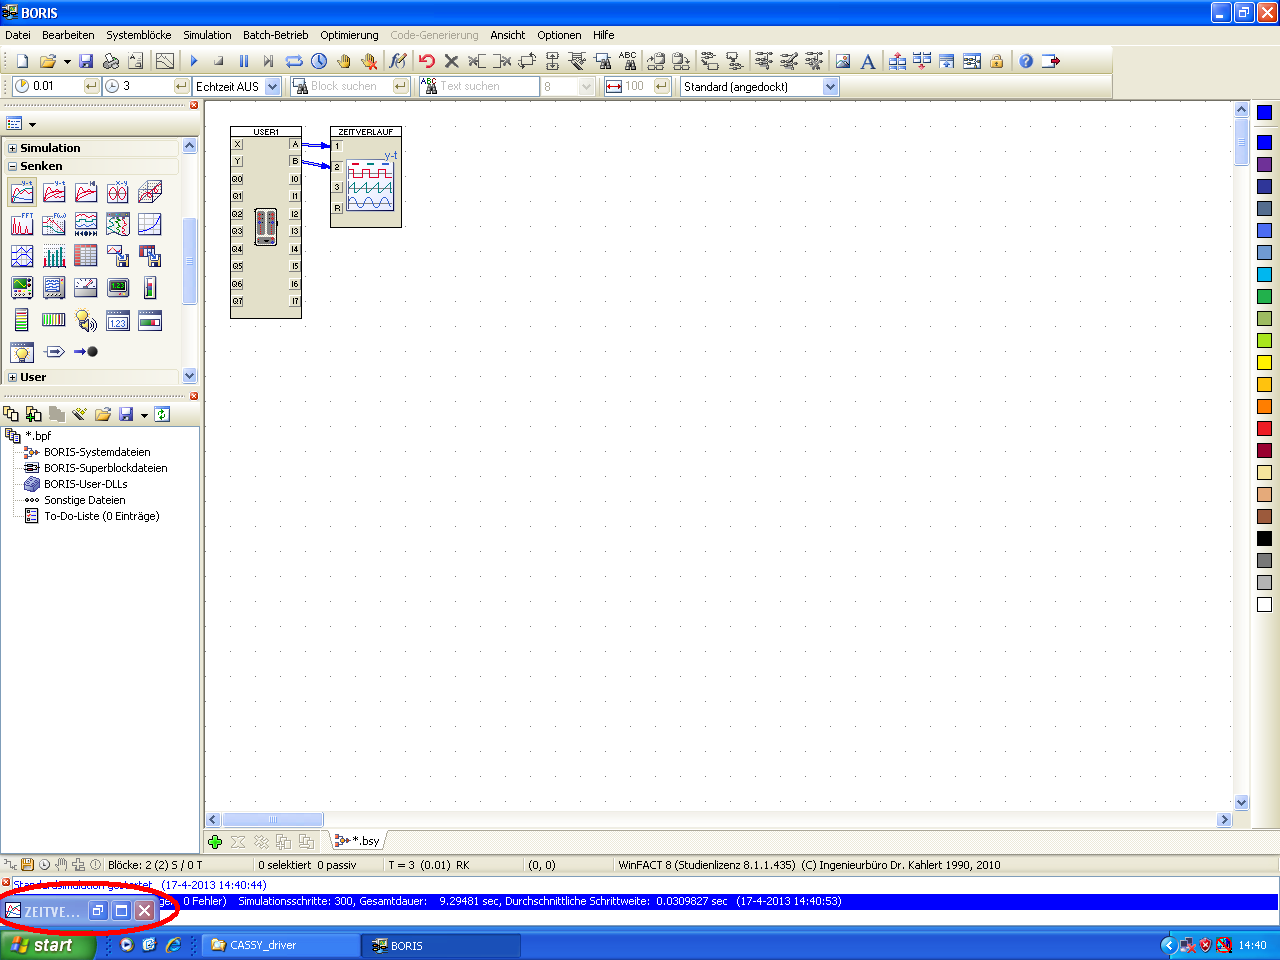 BORIS
Datei Bearbeiten Systemblöcke Simulation Batch-Betrieb Optimierung Code-Generierung Ansicht Optionen Hilfe
0.01 3 Echtzeit AUS Block suchen Text suchen 8 100 Standard (angedockt)
Simulation
Senken
User
USER1
X A
Y B
Q0 I0
Q1 I1
Q2 I2
Q3 I3
Q4 I4
Q5 I5
Q6 I6
Q7 I7
ZEITVERLAUF
y-t
1
2
3
R
*.bpf
BORIS-Systemdateien
BORIS-Superblockdateien
BORIS-User-DLLs
Sonstige Dateien
To-Do-Liste (0 Einträge)
*.bsy
Blöcke: 2 (2) S / 0 T 0 selektiert 0 passiv T = 3 (0.01) RK (0, 0) WinFACT 8 (Studienlizenz 8.1.1.435) (C) Ingenieurbüro Dr. Kahlert 1990, 2010
Standardsimulation gestartet (17-4-2013 14:40:44)
0 Fehler) Simulationsschritte: 300, Gesamtdauer: 9.29481 sec, Durchschnittliche Schrittweite: 0.0309827 sec (17-4-2013 14:40:53)
ZEITVE...
start CASSY_driver BORIS 14:40